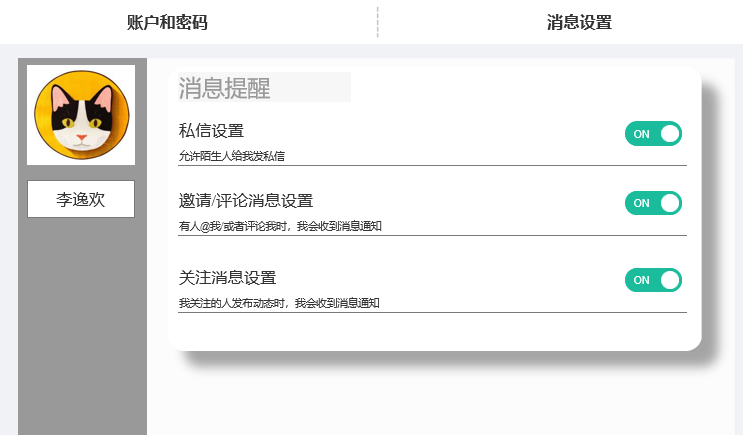 账户和密码
消息设置
李逸欢
消息提醒
私信设置
ON
允许陌生人给我发私信
邀请/评论消息设置
ON
有人@我/或者评论我时，我会收到消息通知
关注消息设置
ON
我关注的人发布动态时，我会收到消息通知